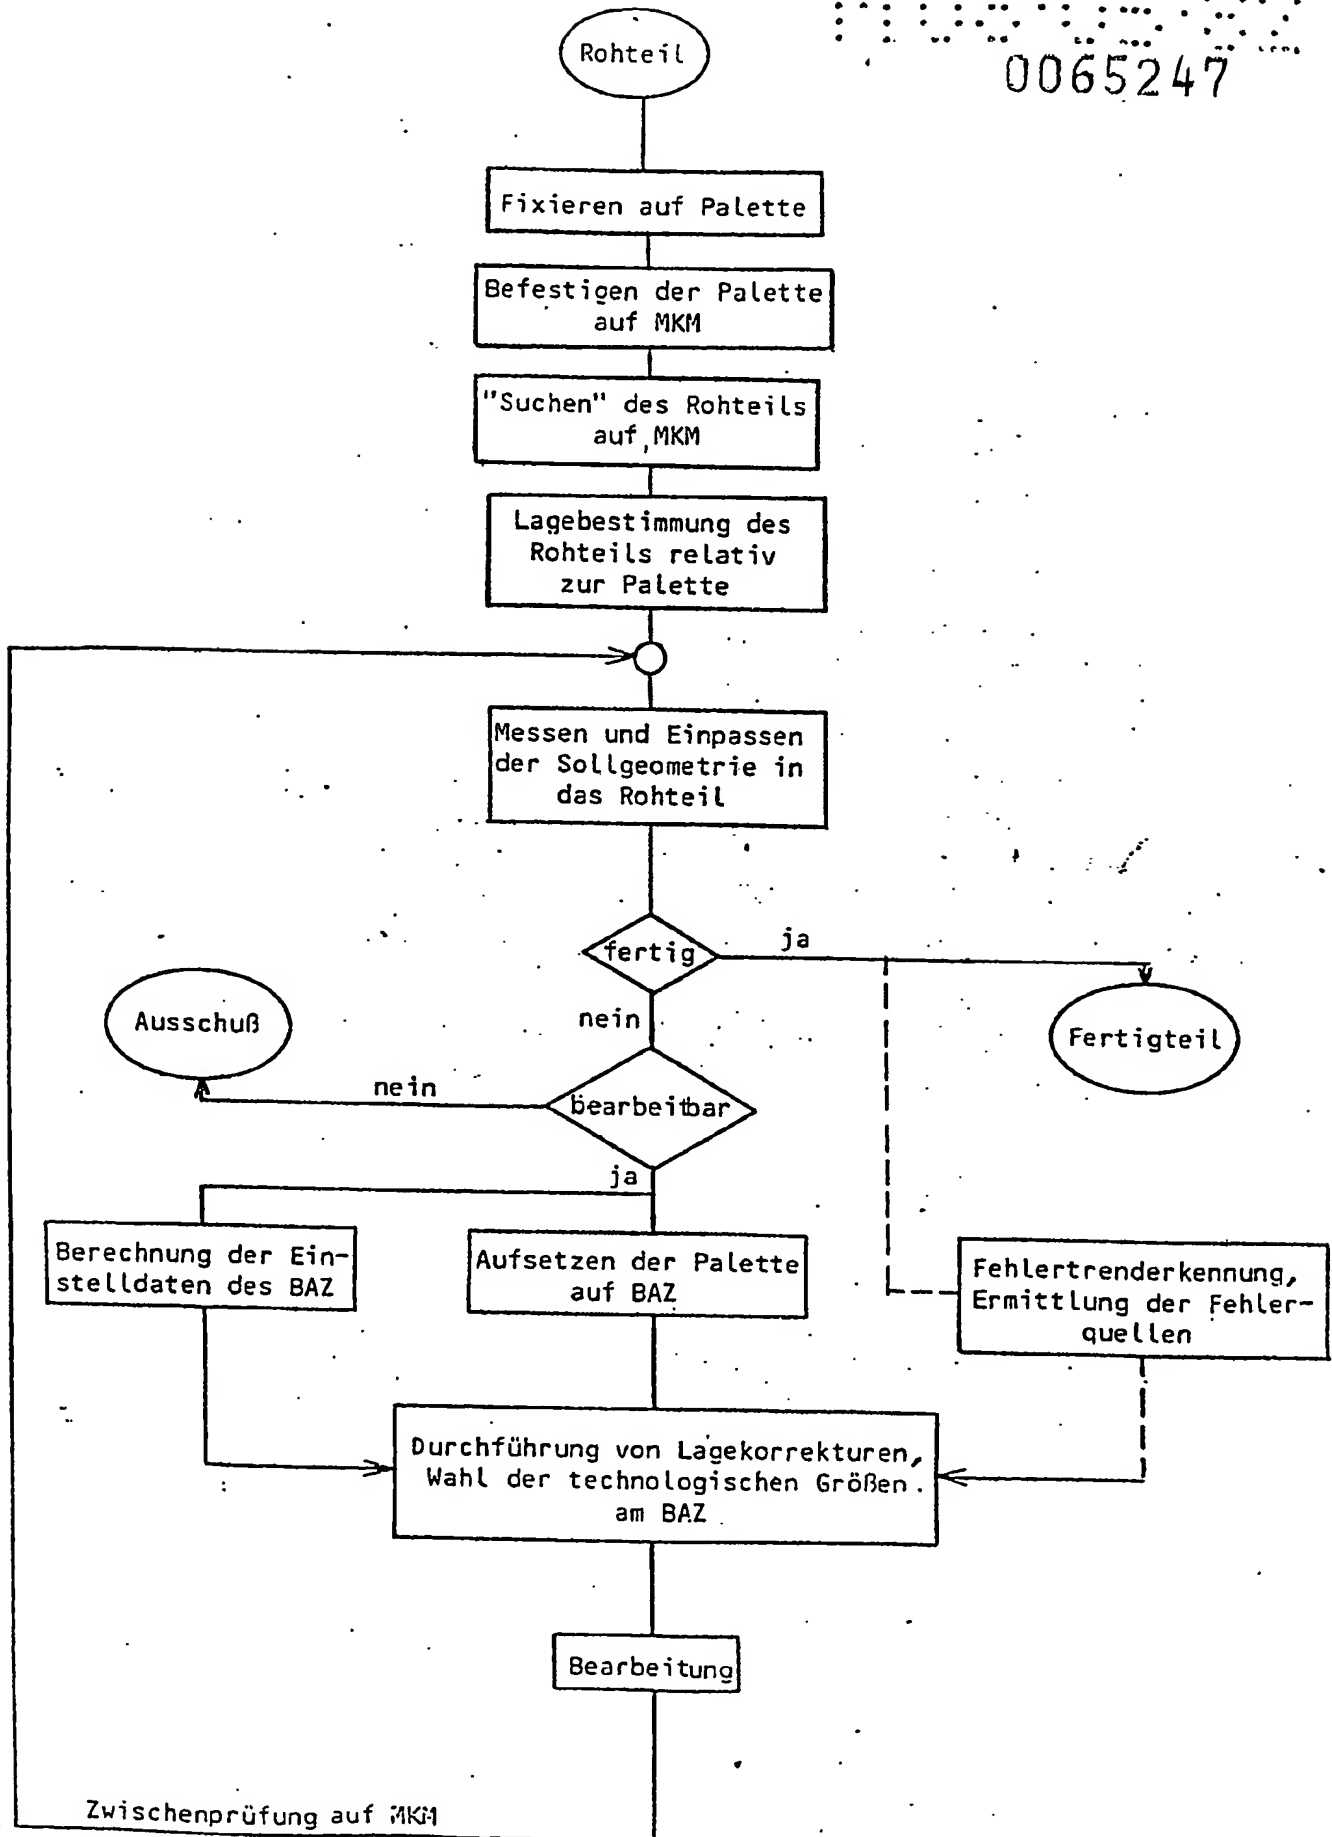 0065247
Rohteil
Fixieren auf Palette
Befestigen der Palette
auf MKM
"Suchen" des Rohteils
auf MKM
Lagebestimmung des
Rohteils relativ
zur Palette
Messen und Einpassen
der Sollgeometrie in
das Rohteil
fertig
ja
Ausschuß
nein
Fertigteil
nein
bearbeitbar
ja
Berechnung der Ein-
stelldaten des BAZ
Aufsetzen der Palette
auf BAZ
Fehlertrenderkennung,
Ermittlung der Fehler-
quellen
Durchführung von Lagekorrekturen,
Wahl der technologischen Größen
am BAZ
Bearbeitung
Zwischenprüfung auf MKM